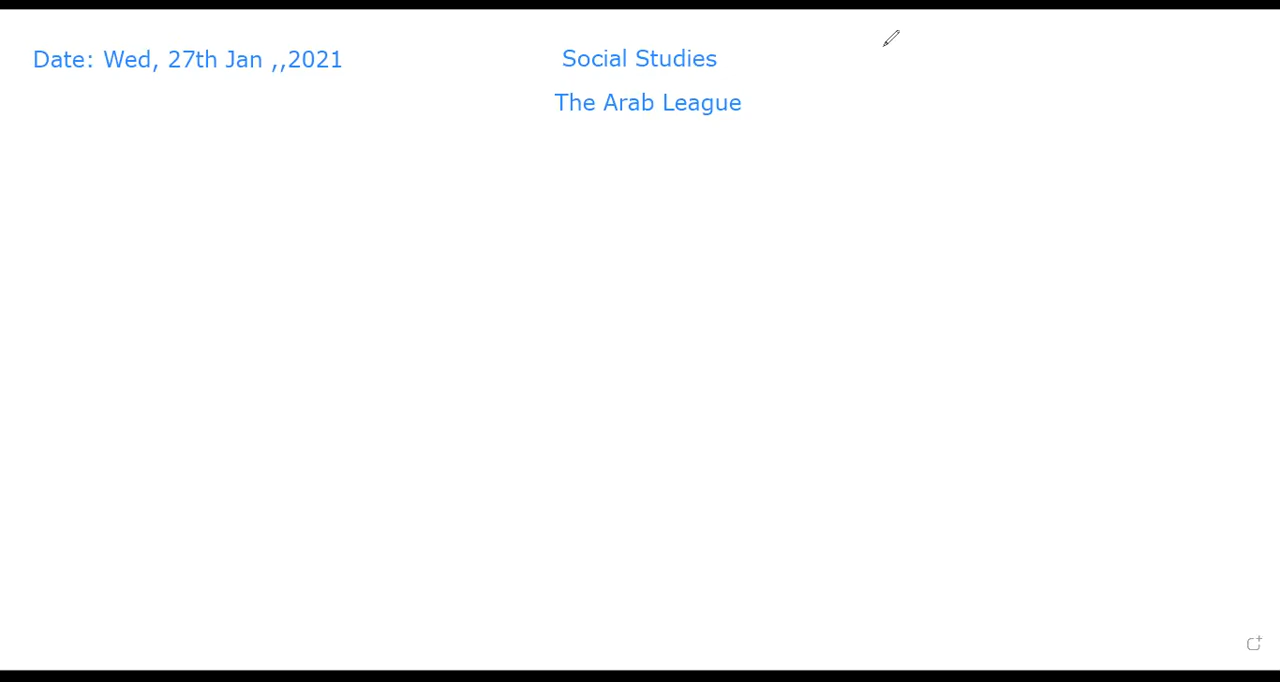 Date: Wed, 27th Jan ,,2021
Social Studies
The Arab League